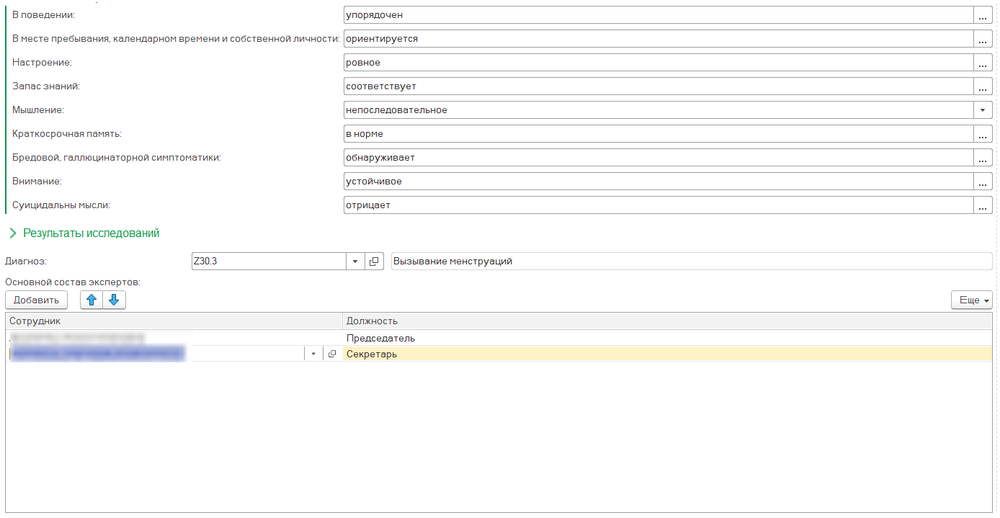 В поведении: упорядочен ...
В месте пребывания, календарном времени и собственной личности: ориентируется ...
Настроение: ровное ...
Запас знаний: соответствует ...
Мышление: непоследовательное
Краткосрочная память: в норме ...
Бредовой, галлюцинаторной симптоматики: обнаруживает ...
Внимание: устойчивое ...
Суицидальны мысли: отрицает ...
Результаты исследований
Диагноз: Z30.3 Вызывание менструаций
Основной состав экспертов:
Добавить Еще
Сотрудник Должность
Председатель
Секретарь